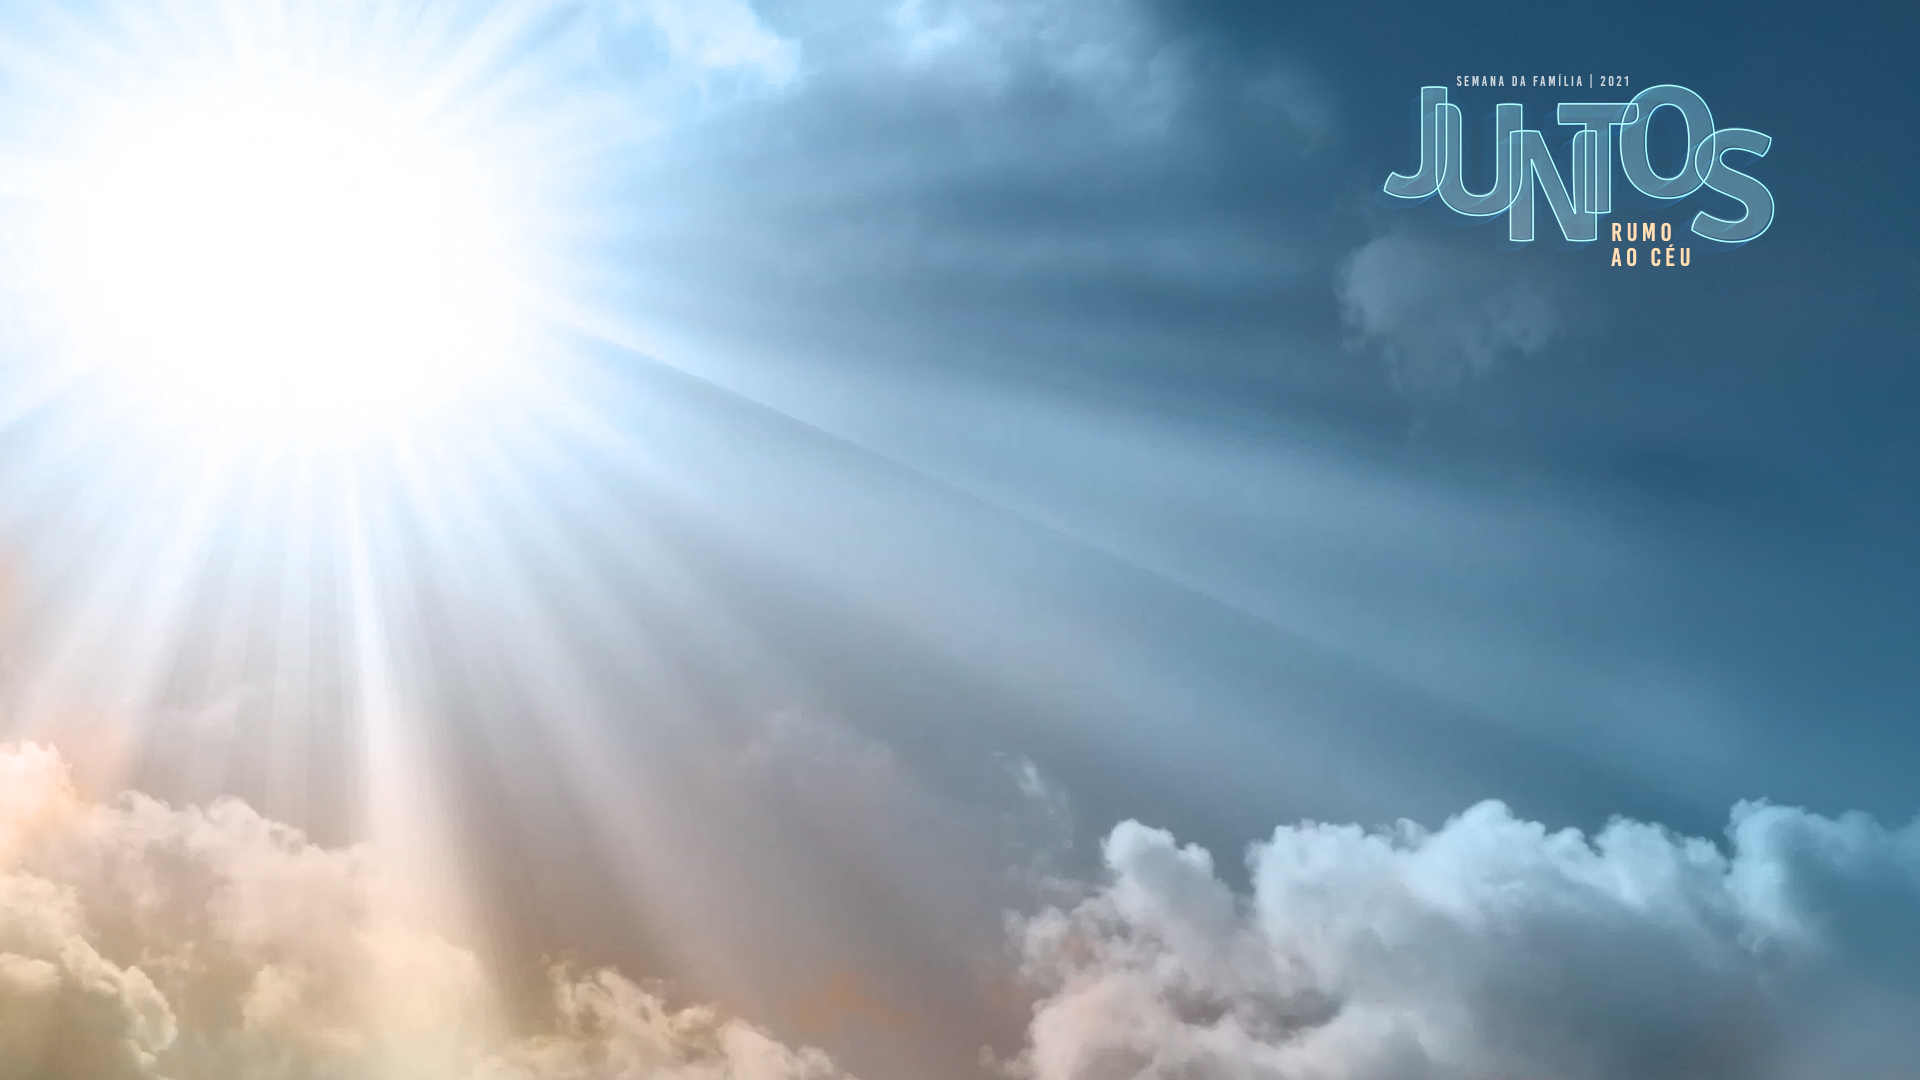 SEMANA DA FAMÍLIA | 2021
JUNTOS
RUMO
AO CÉU